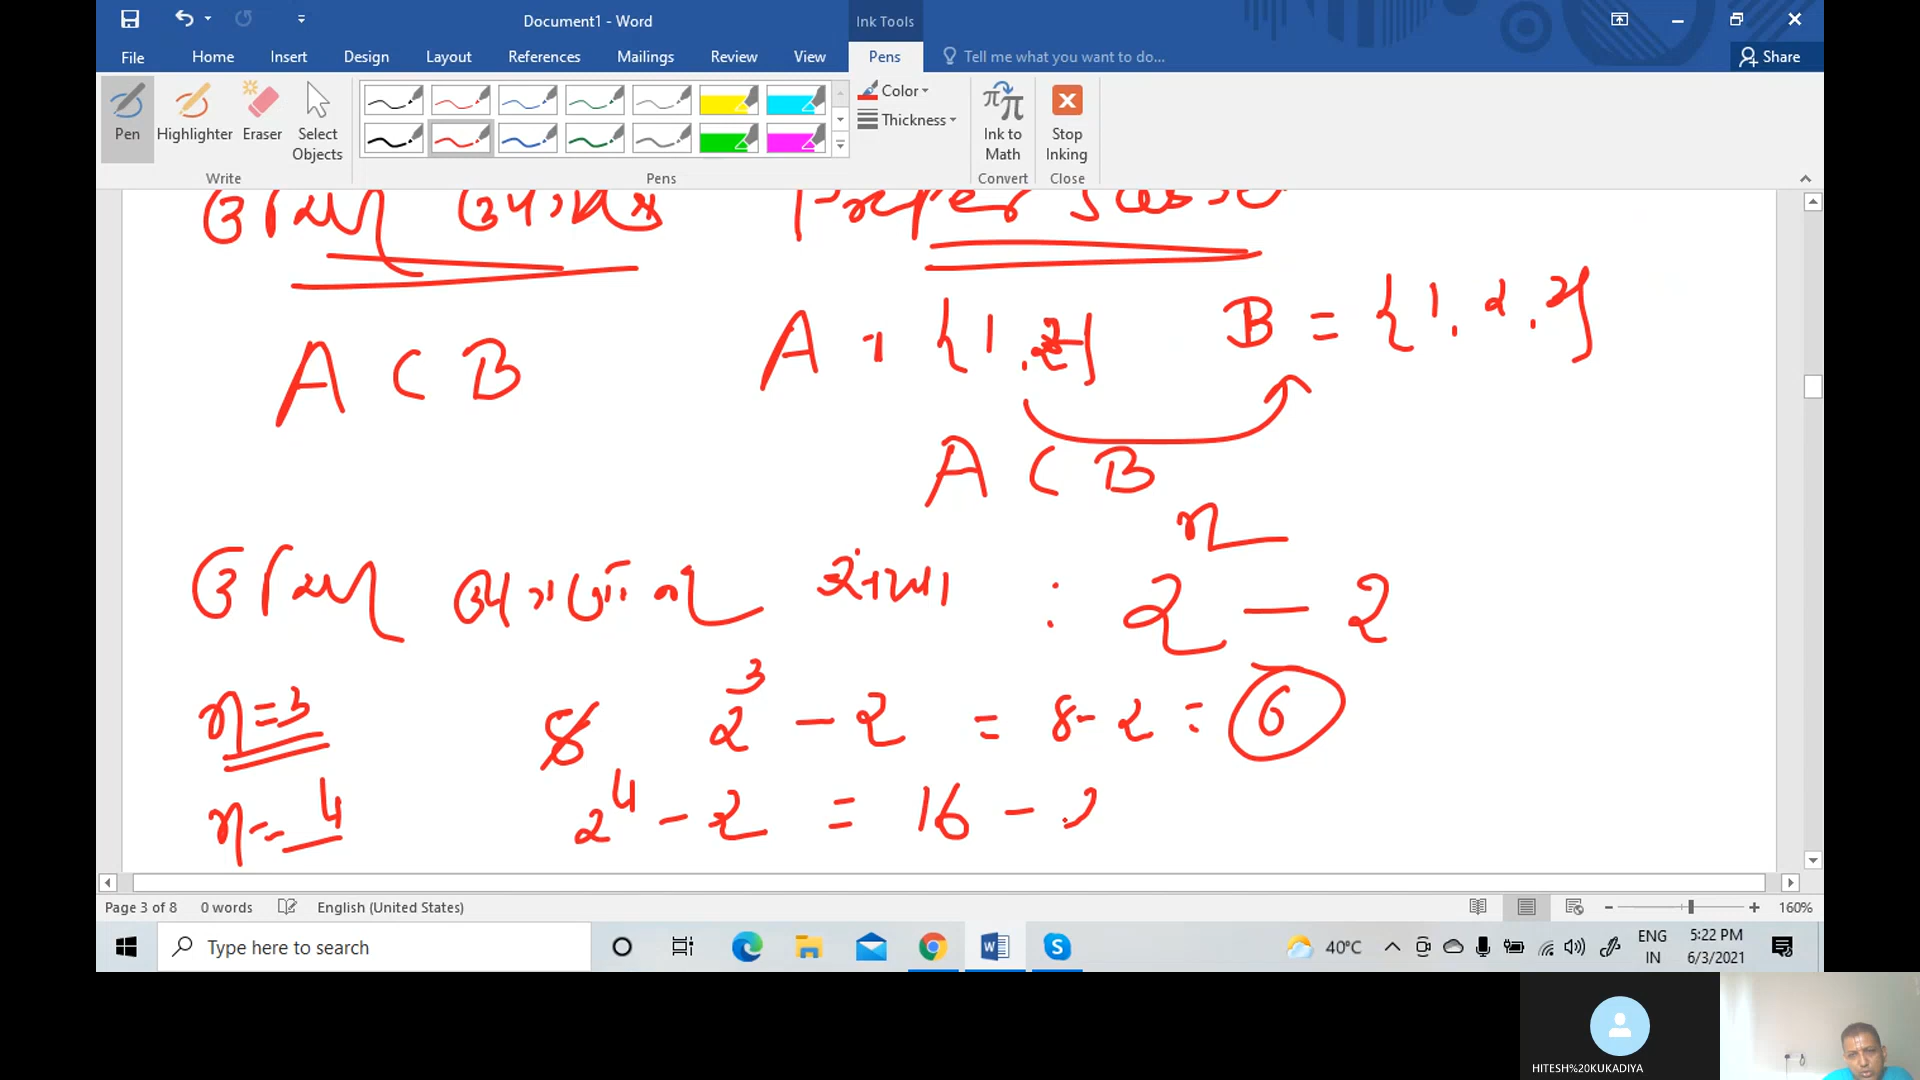 Document1 - Word
Ink Tools
File Home Insert Design Layout References Mailings Review View Pens Tell me what you want to do... Share
Pen Highlighter Eraser Select Objects
Color
Thickness
Ink to Math
Stop Inking
Write Pens Convert Close
Proper
A ⊂ B A = {1, 2} B = {1, 2, 3}
A ⊂ B
ઉચિત ઉપગણોની સંખ્યા : 2ⁿ - 2
n=3 8 2³ - 2 = 8 - 2 = 6
n=4 2⁴ - 2 = 16 -
Page 3 of 8 0 words English (United States) 160%
Type here to search 40°C ENG IN 5:22 PM 6/3/2021
HITESH%20KUKADIYA